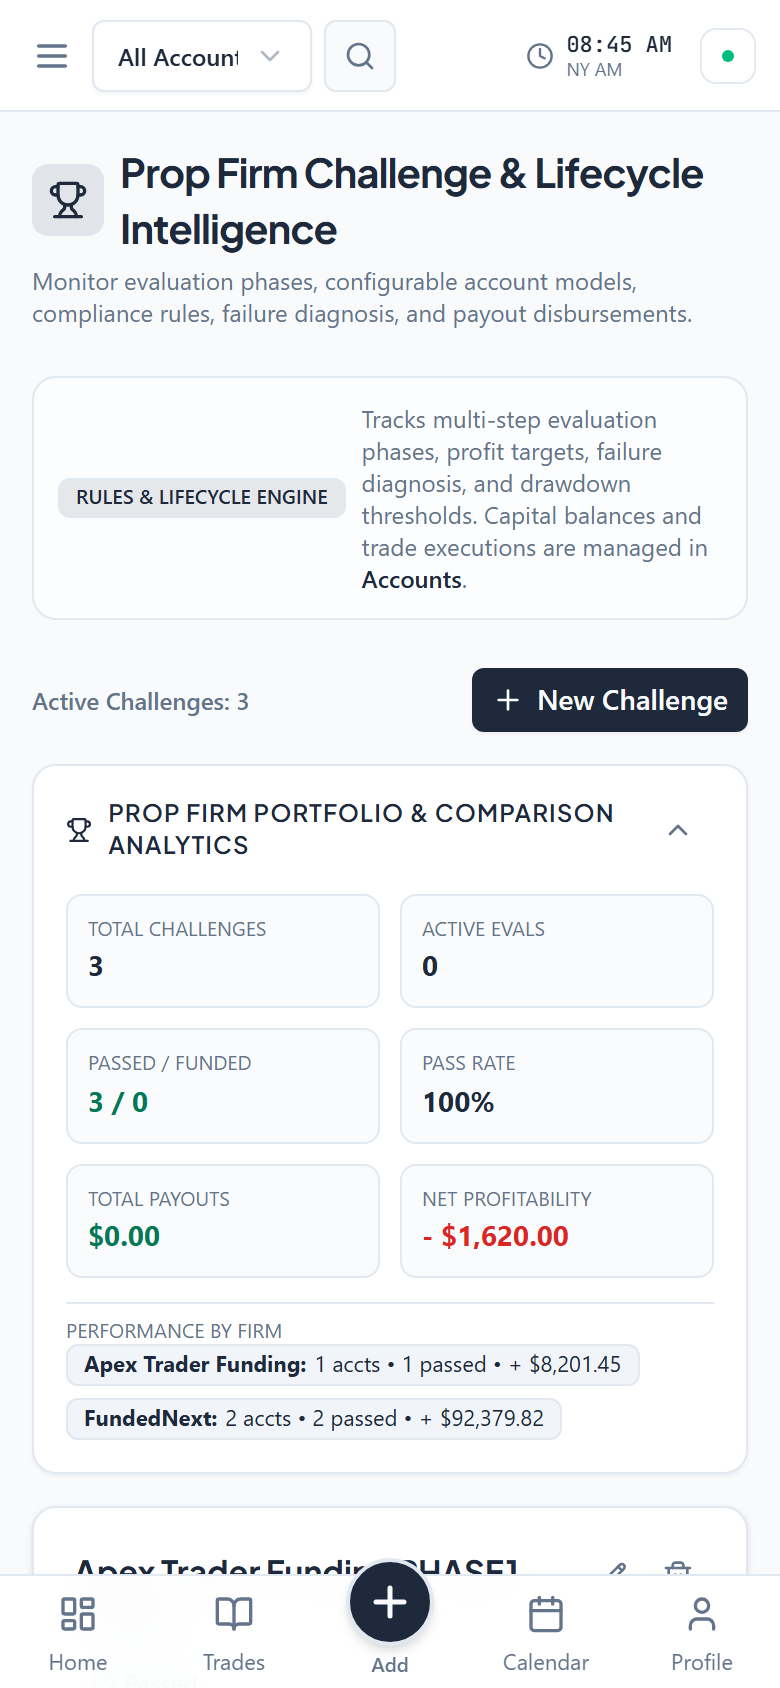 All Account
08:45 AM
NY AM
Prop Firm Challenge & Lifecycle
Intelligence
Monitor evaluation phases, configurable account models,
compliance rules, failure diagnosis, and payout disbursements.
RULES & LIFECYCLE ENGINE
Tracks multi-step evaluation
phases, profit targets, failure
diagnosis, and drawdown
thresholds. Capital balances and
trade executions are managed in
Accounts.
Active Challenges: 3
New Challenge
PROP FIRM PORTFOLIO & COMPARISON
ANALYTICS
TOTAL CHALLENGES
3
ACTIVE EVALS
0
PASSED / FUNDED
3 / 0
PASS RATE
100%
TOTAL PAYOUTS
$0.00
NET PROFITABILITY
- $1,620.00
PERFORMANCE BY FIRM
Apex Trader Funding: 1 accts • 1 passed • + $8,201.45
FundedNext: 2 accts • 2 passed • + $92,379.82
Apex Trader Funding PHASE1
Home
Trades
Add
Calendar
Profile